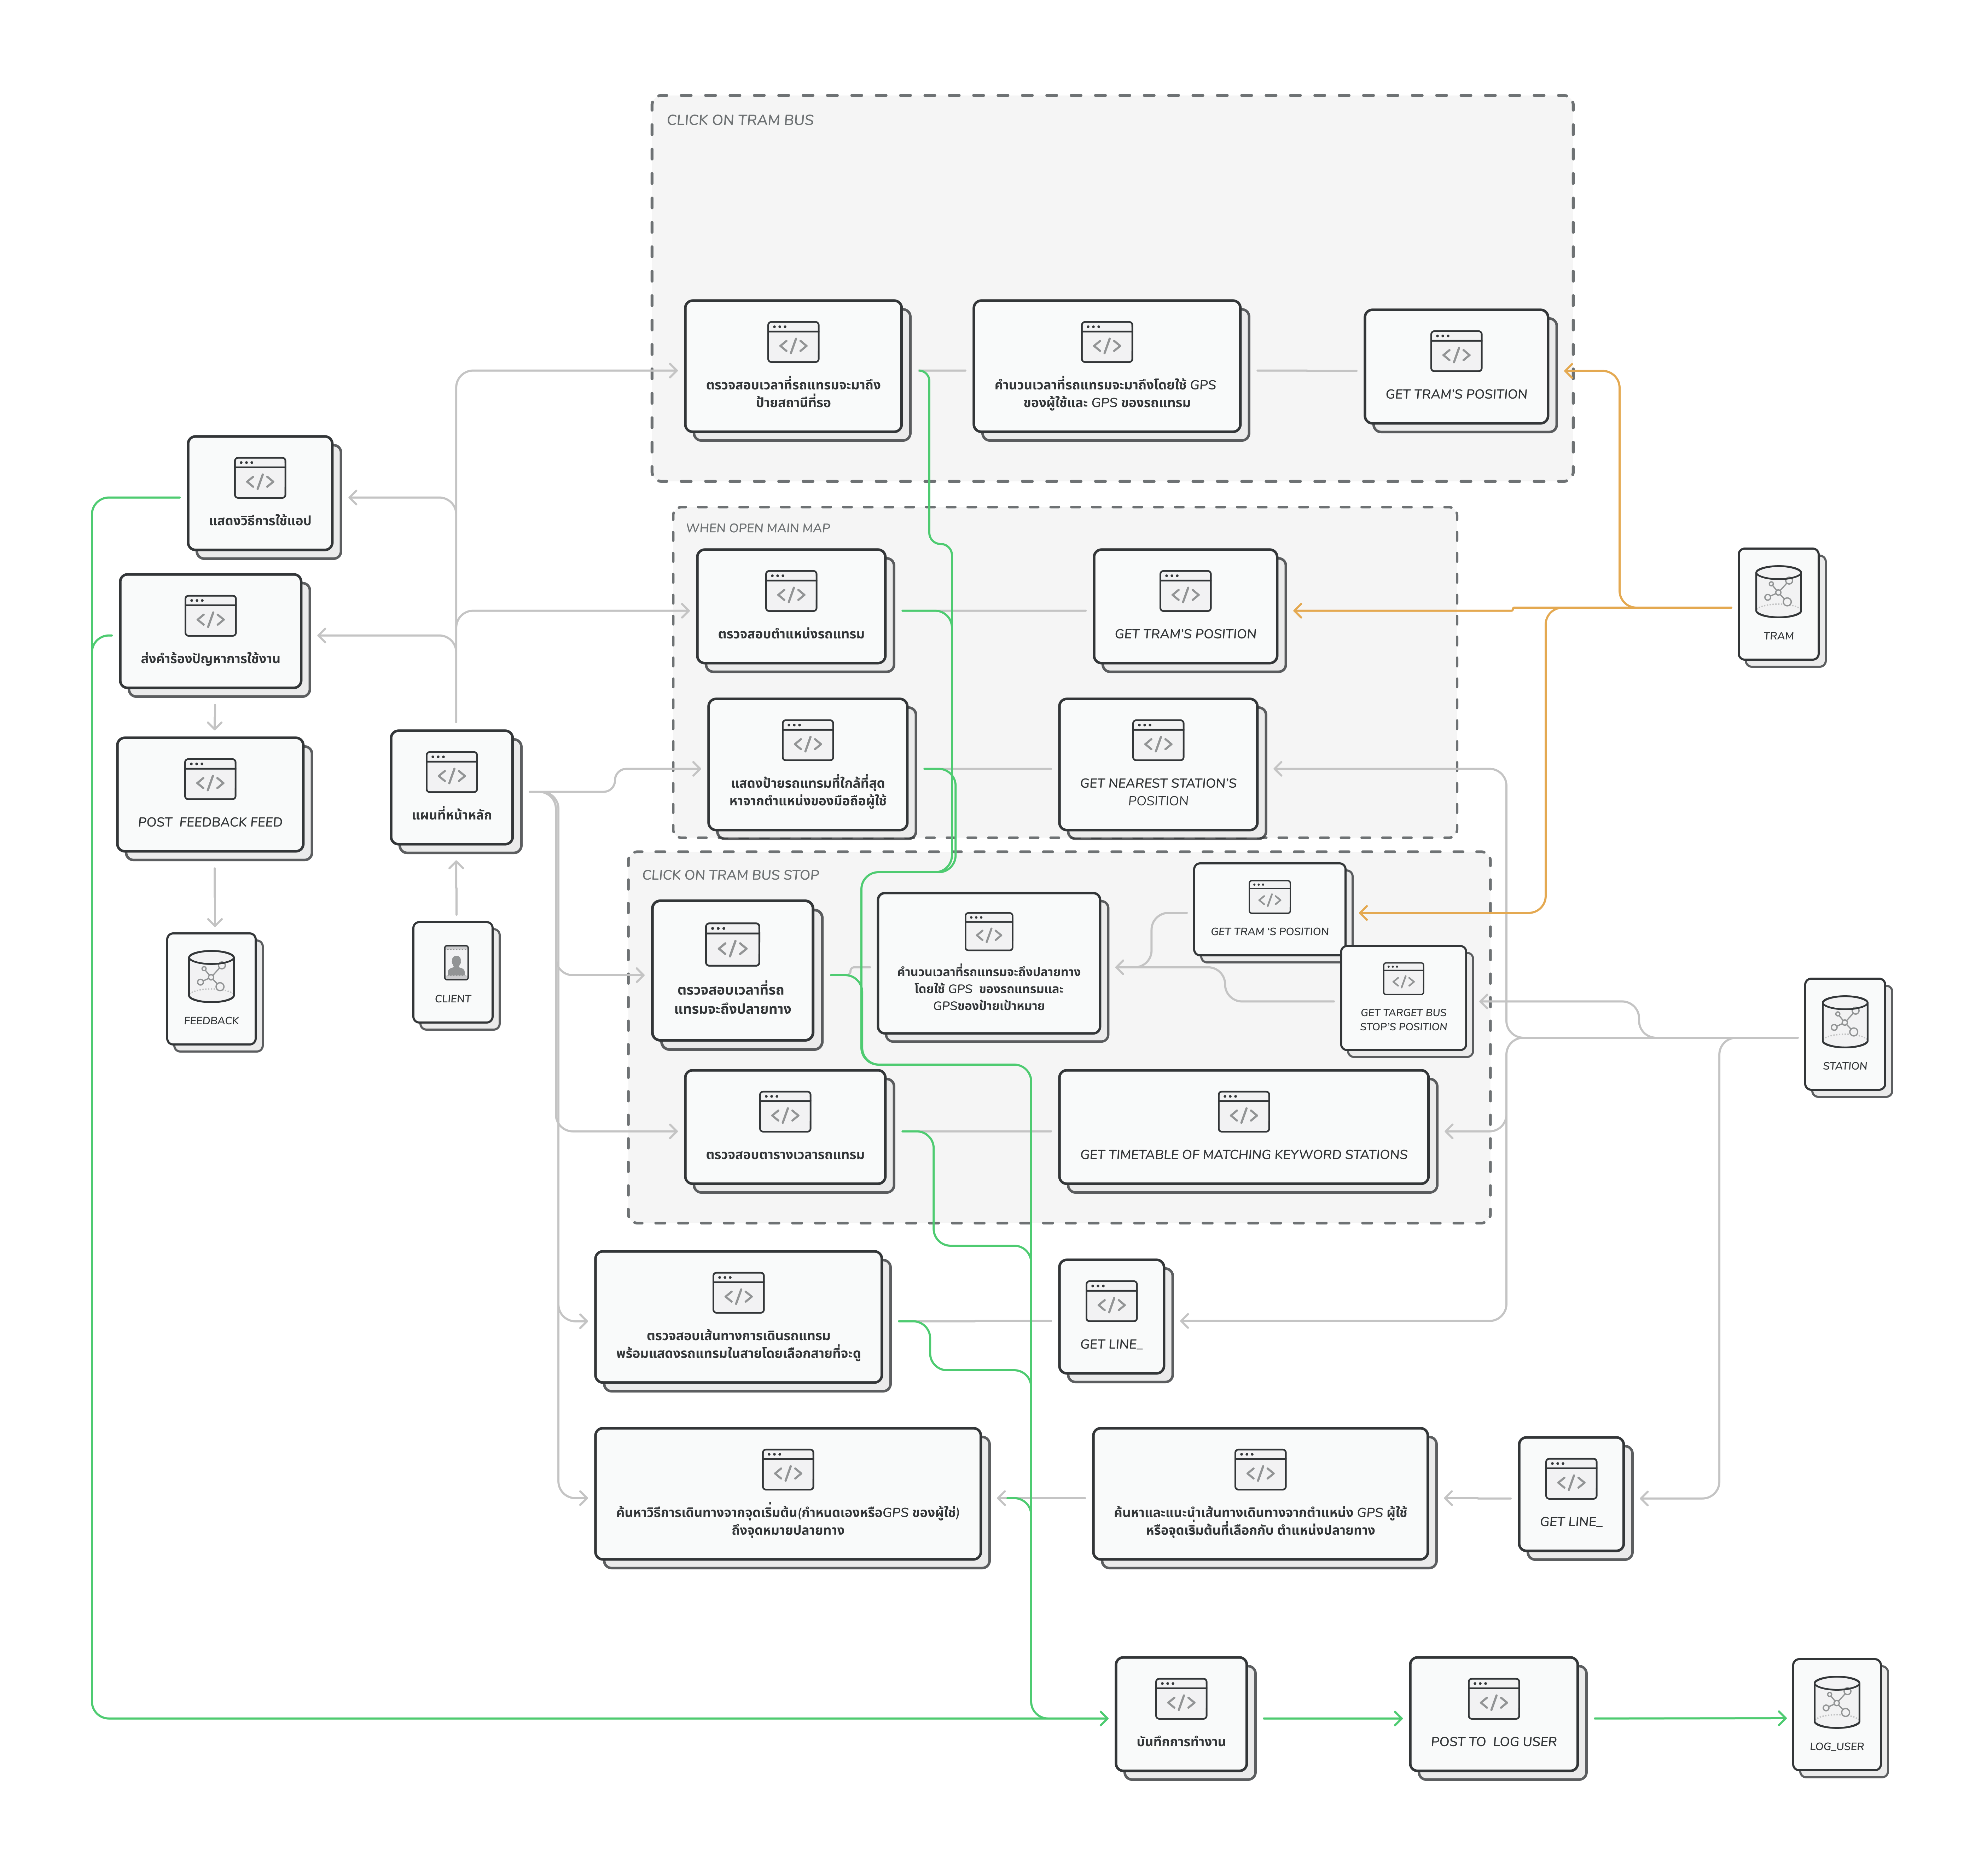 CLICK ON TRAM BUS
ตรวจสอบเวลาที่รถแทรมจะมาถึง
ป้ายสถานีที่รอ
คำนวนเวลาที่รถแทรมจะมาถึงโดยใช้ GPS
ของผู้ใช้และ GPS ของรถแทรม
GET TRAM'S POSITION
แสดงวิธีการใช้แอป
ส่งคำร้องปัญหาการใช้งาน
POST  FEEDBACK FEED
FEEDBACK
แผนที่หน้าหลัก
CLIENT
WHEN OPEN MAIN MAP
ตรวจสอบตำแหน่งรถแทรม
GET TRAM'S POSITION
แสดงป้ายรถแทรมที่ใกล้ที่สุด
หาจากตำแหน่งของมือถือผู้ใช้
GET NEAREST STATION'S
POSITION
TRAM
CLICK ON TRAM BUS STOP
ตรวจสอบเวลาที่รถ
แทรมจะถึงปลายทาง
คำนวนเวลาที่รถแทรมจะถึงปลายทาง
โดยใช้ GPS  ของรถแทรมและ
GPSของป้ายเป้าหมาย
GET TRAM ‘S POSITION
GET TARGET BUS
STOP'S POSITION
STATION
ตรวจสอบตารางเวลารถแทรม
GET TIMETABLE OF MATCHING KEYWORD STATIONS
ตรวจสอบเส้นทางการเดินรถแทรม
พร้อมแสดงรถแทรมในสายโดยเลือกสายที่จะดู
GET LINE_
ค้นหาวิธีการเดินทางจากจุดเริ่มต้น(กำหนดเองหรือGPS ของผู้ใช่)
ถึงจุดหมายปลายทาง
ค้นหาและแนะนำเส้นทางเดินทางจากตำแหน่ง GPS ผู้ใช้
หรือจุดเริ่มต้นที่เลือกกับ ตำแหน่งปลายทาง
GET LINE_
บันทึกการทำงาน
POST TO  LOG USER
LOG_USER